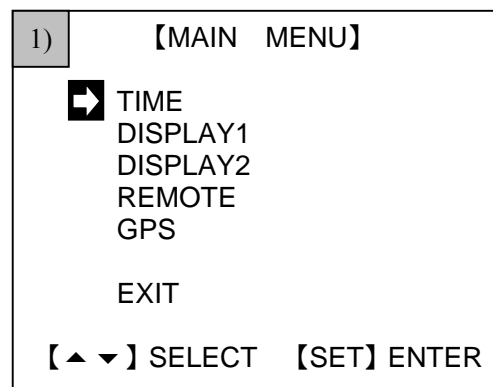 1) 【MAIN MENU】
TIME
DISPLAY1
DISPLAY2
REMOTE
GPS
EXIT
【▲ ▼】SELECT 【SET】ENTER